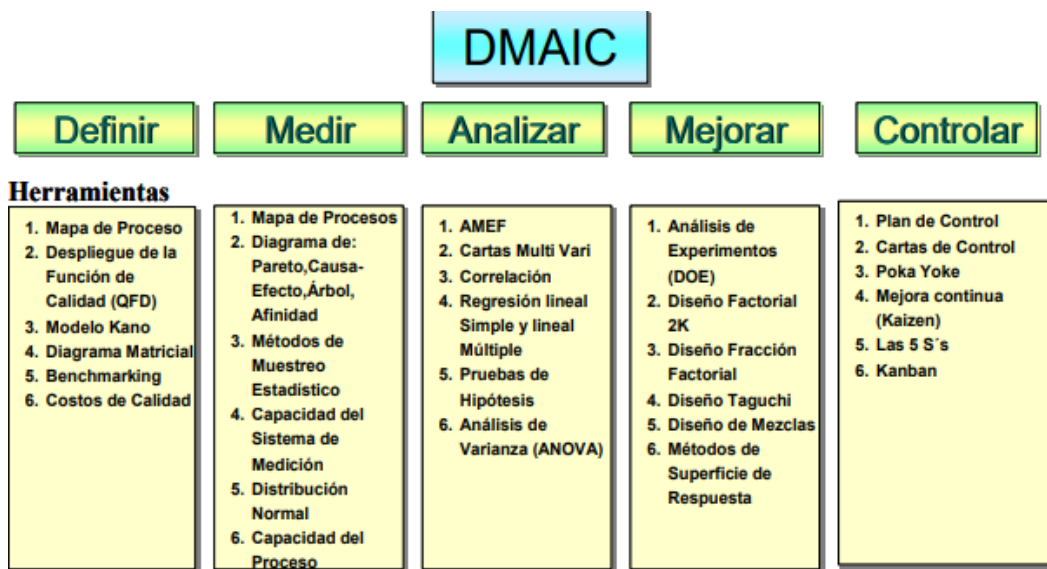 DMAIC
Definir
Medir
Analizar
Mejorar
Controlar
Herramientas
1. Mapa de Proceso
2. Despliegue de la
Función de
Calidad (QFD)
3. Modelo Kano
4. Diagrama Matricial
5. Benchmarking
6. Costos de Calidad
1. Mapa de Procesos
2. Diagrama de:
Pareto,Causa-
Efecto,Árbol,
Afinidad
3. Métodos de
Muestreo
Estadístico
4. Capacidad del
Sistema de
Medición
5. Distribución
Normal
6. Capacidad del
Proceso
1. AMEF
2. Cartas Multi Vari
3. Correlación
4. Regresión lineal
Simple y lineal
Múltiple
5. Pruebas de
Hipótesis
6. Análisis de
Varianza (ANOVA)
1. Análisis de
Experimentos
(DOE)
2. Diseño Factorial
2K
3. Diseño Fracción
Factorial
4. Diseño Taguchi
5. Diseño de Mezclas
6. Métodos de
Superficie de
Respuesta
1. Plan de Control
2. Cartas de Control
3. Poka Yoke
4. Mejora continua
(Kaizen)
5. Las 5 S´s
6. Kanban